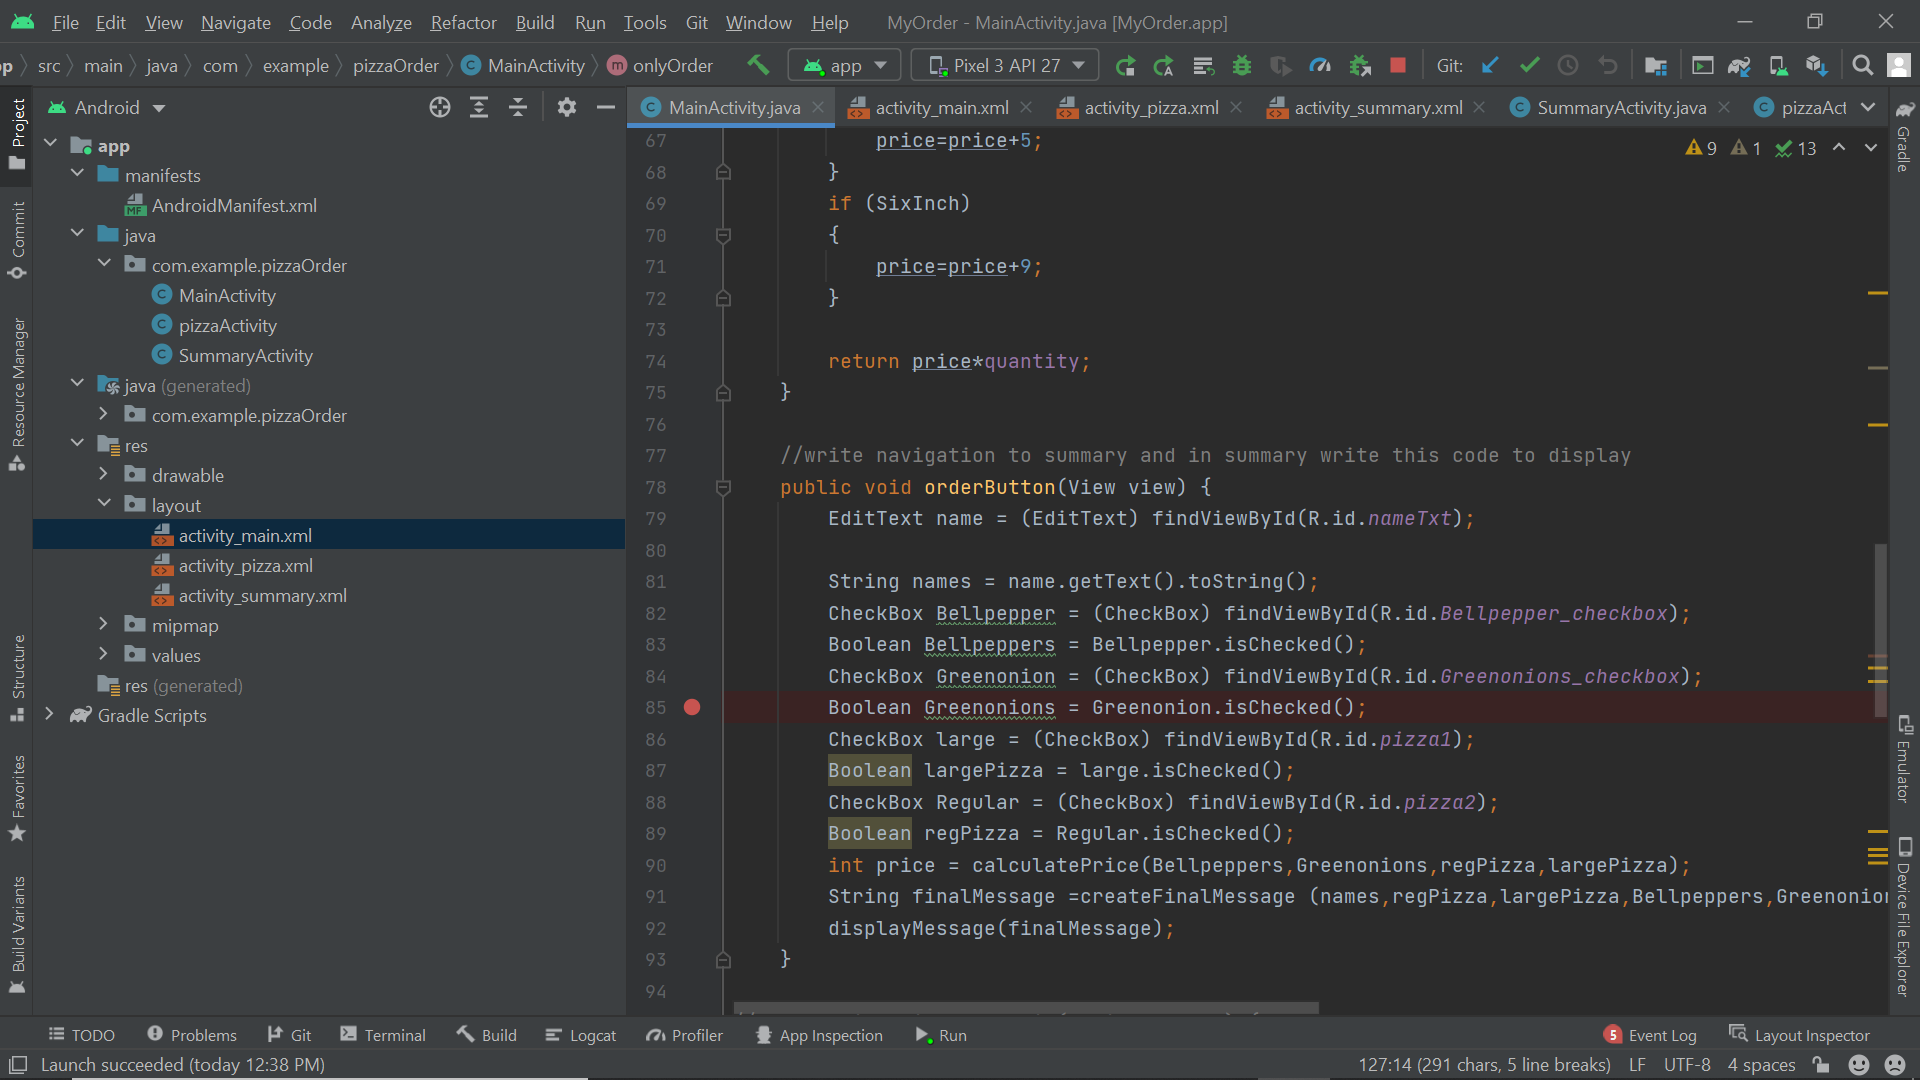 File Edit View Navigate Code Analyze Refactor Build Run Tools Git Window Help MyOrder - MainActivity.java [MyOrder.app]
pp src main java com example pizzaOrder MainActivity onlyOrder app Pixel 3 API 27 Git:
Android
MainActivity.java activity_main.xml activity_pizza.xml activity_summary.xml SummaryActivity.java pizzaAct
Project
Commit
Resource Manager
Structure
Favorites
Build Variants
app
manifests
AndroidManifest.xml
java
com.example.pizzaOrder
MainActivity
pizzaActivity
SummaryActivity
java (generated)
com.example.pizzaOrder
res
drawable
layout
activity_main.xml
activity_pizza.xml
activity_summary.xml
mipmap
values
res (generated)
Gradle Scripts
9 1 13
67 price=price+5;
68 }
69 if (SixInch)
70 {
71 price=price+9;
72 }
73
74 return price*quantity;
75 }
76
77 //write navigation to summary and in summary write this code to display
78 public void orderButton(View view) {
79 EditText name = (EditText) findViewById(R.id.nameTxt);
80
81 String names = name.getText().toString();
82 CheckBox Bellpepper = (CheckBox) findViewById(R.id.Bellpepper_checkbox);
83 Boolean Bellpeppers = Bellpepper.isChecked();
84 CheckBox Greenonion = (CheckBox) findViewById(R.id.Greenonions_checkbox);
85 Boolean Greenonions = Greenonion.isChecked();
86 CheckBox large = (CheckBox) findViewById(R.id.pizza1);
87 Boolean largePizza = large.isChecked();
88 CheckBox Regular = (CheckBox) findViewById(R.id.pizza2);
89 Boolean regPizza = Regular.isChecked();
90 int price = calculatePrice(Bellpeppers,Greenonions,regPizza,largePizza);
91 String finalMessage =createFinalMessage (names,regPizza,largePizza,Bellpeppers,Greenonion
92 displayMessage(finalMessage);
93 }
94
Gradle
Emulator
Device File Explorer
TODO Problems Git Terminal Build Logcat Profiler App Inspection Run 5 Event Log Layout Inspector
Launch succeeded (today 12:38 PM) 127:14 (291 chars, 5 line breaks) LF UTF-8 4 spaces